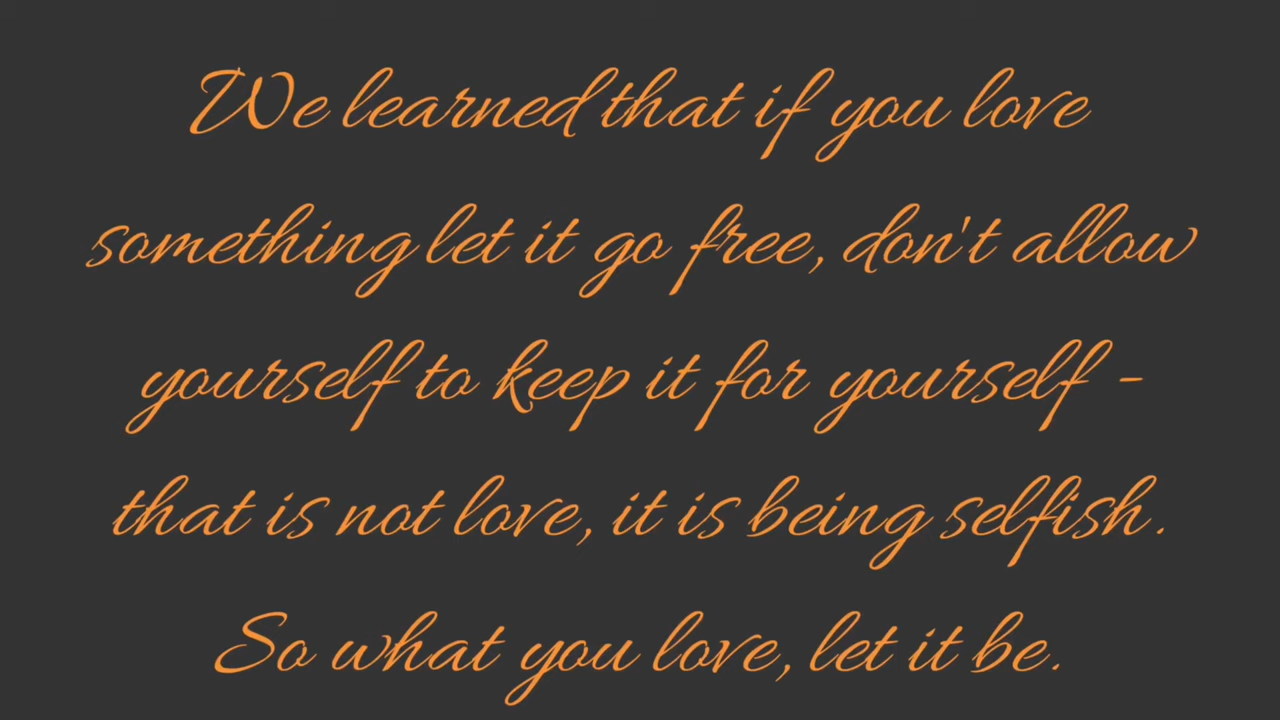 We learned that if you love
something let it go free, don't allow
yourself to keep it for yourself -
that is not love, it is being selfish.
So what you love, let it be.